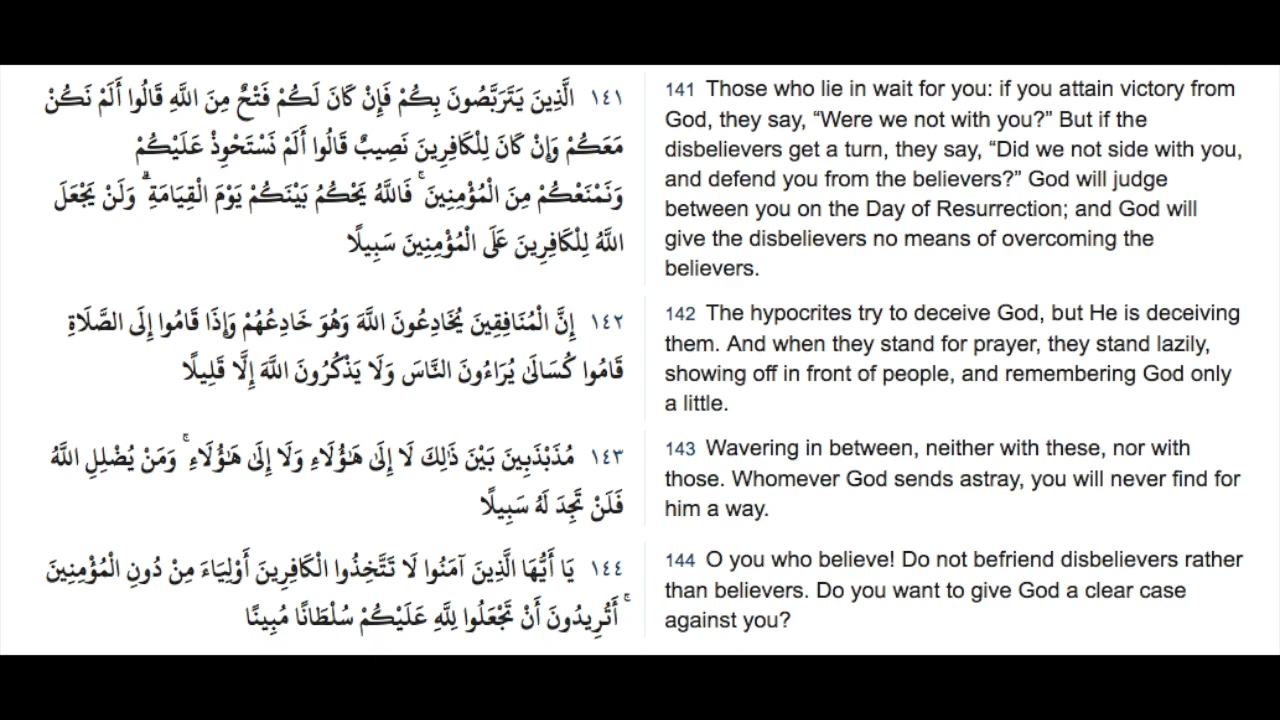 ١٤١ الَّذِينَ يَتَرَبَّصُونَ بِكُمْ فَإِنْ كَانَ لَكُمْ فَتْحٌ مِنَ اللَّهِ قَالُوا أَلَمْ نَكُنْ
مَعَكُمْ وَإِنْ كَانَ لِلْكَافِرِينَ نَصِيبٌ قَالُوا أَلَمْ نَسْتَحْوِذْ عَلَيْكُمْ
وَنَمْنَعْكُمْ مِنَ الْمُؤْمِنِينَ ۚ فَاللَّهُ يَحْكُمُ بَيْنَكُمْ يَوْمَ الْقِيَامَةِ ۗ وَلَنْ يَجْعَلَ
اللَّهُ لِلْكَافِرِينَ عَلَى الْمُؤْمِنِينَ سَبِيلًا
141 Those who lie in wait for you: if you attain victory from
God, they say, “Were we not with you?” But if the
disbelievers get a turn, they say, “Did we not side with you,
and defend you from the believers?” God will judge
between you on the Day of Resurrection; and God will
give the disbelievers no means of overcoming the
believers.
١٤٢ إِنَّ الْمُنَافِقِينَ يُخَادِعُونَ اللَّهَ وَهُوَ خَادِعُهُمْ وَإِذَا قَامُوا إِلَى الصَّلَاةِ
قَامُوا كُسَالَىٰ يُرَاءُونَ النَّاسَ وَلَا يَذْكُرُونَ اللَّهَ إِلَّا قَلِيلًا
142 The hypocrites try to deceive God, but He is deceiving
them. And when they stand for prayer, they stand lazily,
showing off in front of people, and remembering God only
a little.
١٤٣ مُذَبْذَبِينَ بَيْنَ ذَٰلِكَ لَا إِلَىٰ هَٰؤُلَاءِ وَلَا إِلَىٰ هَٰؤُلَاءِ ۚ وَمَنْ يُضْلِلِ اللَّهُ
فَلَنْ تَجِدَ لَهُ سَبِيلًا
143 Wavering in between, neither with these, nor with
those. Whomever God sends astray, you will never find for
him a way.
١٤٤ يَا أَيُّهَا الَّذِينَ آمَنُوا لَا تَتَّخِذُوا الْكَافِرِينَ أَوْلِيَاءَ مِنْ دُونِ الْمُؤْمِنِينَ
ۚ أَتُرِيدُونَ أَنْ تَجْعَلُوا لِلَّهِ عَلَيْكُمْ سُلْطَانًا مُبِينًا
144 O you who believe! Do not befriend disbelievers rather
than believers. Do you want to give God a clear case
against you?